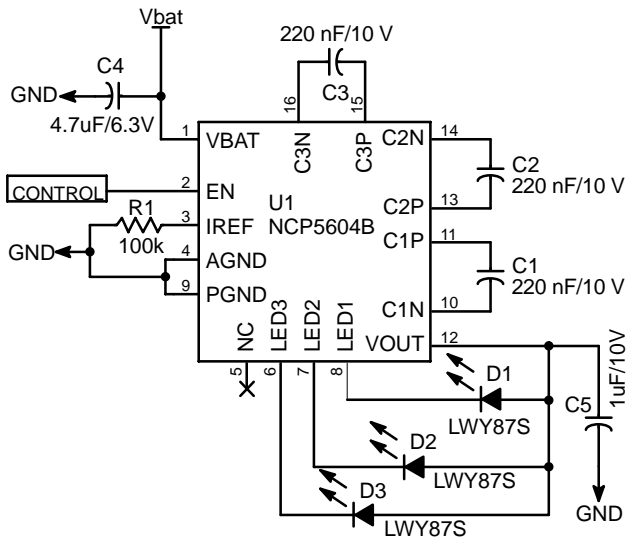 Vbat
220 nF/10 V
C4
GND
4.7uF/6.3V
C3
16
15
1
VBAT
C3N
C3P
C2N
14
C2
220 nF/10 V
CONTROL
2
EN
U1
NCP5604B
C2P
13
R1
100k
3
IREF
C1P
11
GND
4
AGND
C1
220 nF/10 V
9
PGND
C1N
10
NC
LED3
LED2
LED1
VOUT
12
5
6
7
8
D1
LWY87S
C5
1uF/10V
D2
LWY87S
D3
LWY87S
GND